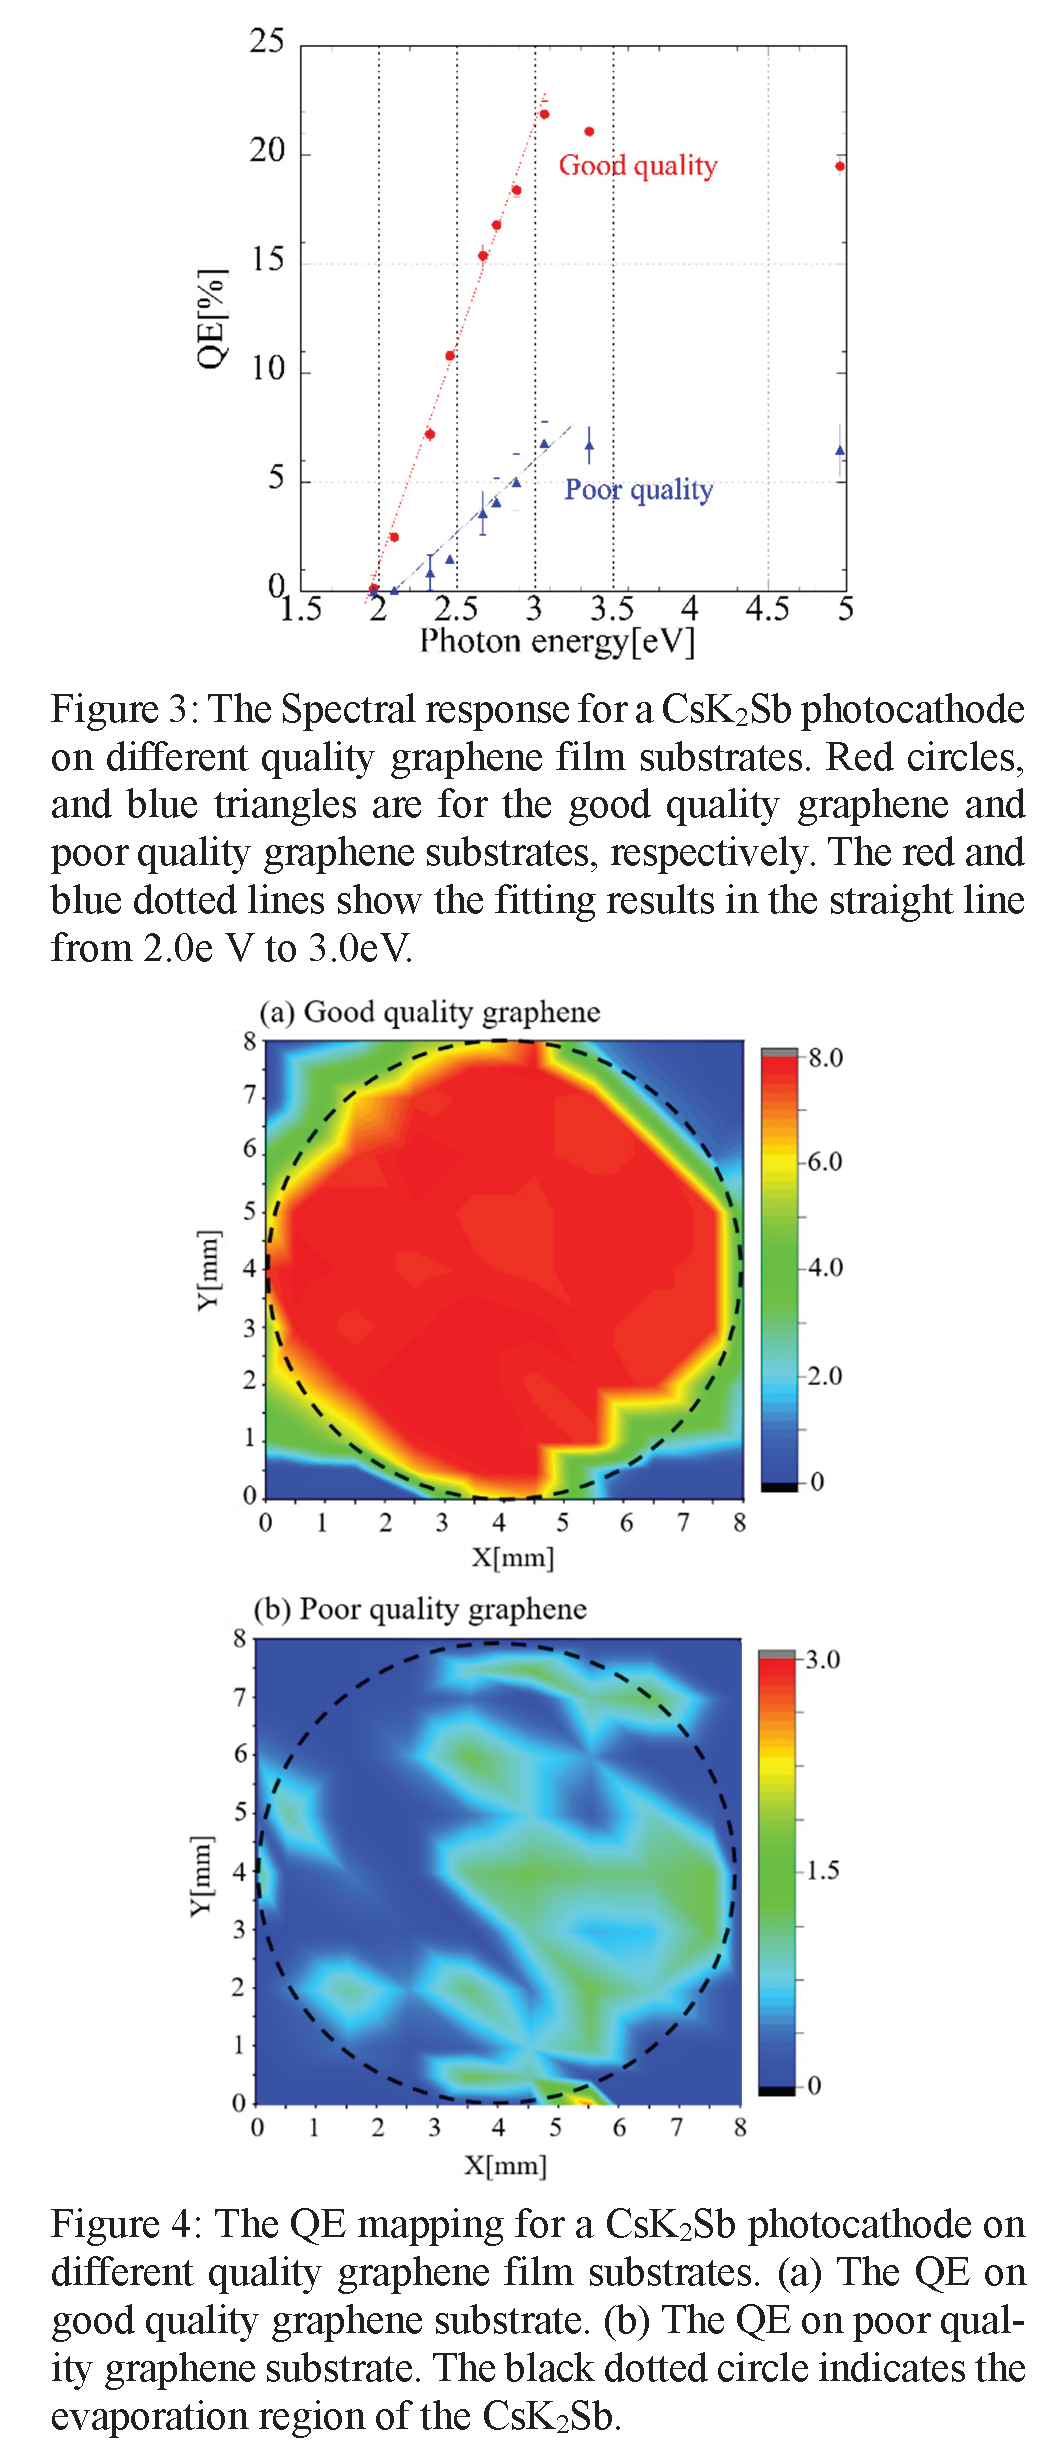 25
20
15
10
5
0
QE[%]
Good quality
Poor quality
1.5 2 2.5 3 3.5 4 4.5 5
Photon energy[eV]
Figure 3: The Spectral response for a CsK₂Sb photocathode
on different quality graphene film substrates. Red circles,
and blue triangles are for the good quality graphene and
poor quality graphene substrates, respectively. The red and
blue dotted lines show the fitting results in the straight line
from 2.0e V to 3.0eV.
(a) Good quality graphene
8
7
6
5
4
3
2
1
0
Y[mm]
0 1 2 3 4 5 6 7 8
X[mm]
8.0
6.0
4.0
2.0
0
(b) Poor quality graphene
8
7
6
5
4
3
2
1
0
Y[mm]
0 1 2 3 4 5 6 7 8
X[mm]
3.0
1.5
0
Figure 4: The QE mapping for a CsK₂Sb photocathode on
different quality graphene film substrates. (a) The QE on
good quality graphene substrate. (b) The QE on poor qual-
ity graphene substrate. The black dotted circle indicates the
evaporation region of the CsK₂Sb.